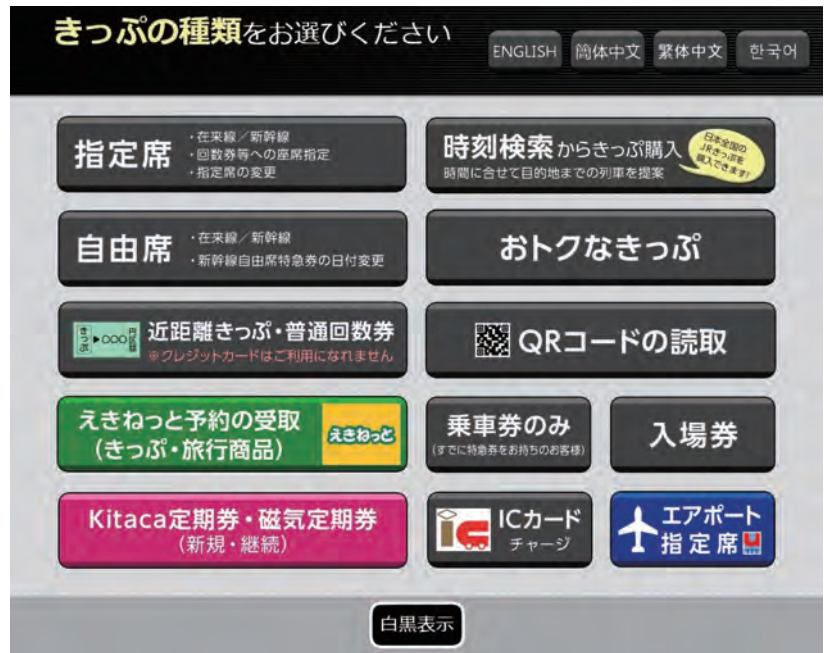 きっぷの種類をお選びください
ENGLISH 簡体中文 繁体中文 한국어
指定席
・在来線／新幹線
・回数券等への座席指定
・指定席の変更
時刻検索からきっぷ購入
時間に合せて目的地までの列車を提案
日本全国の
JRきっぷを
購入できます!
自由席
・在来線／新幹線
・新幹線自由席特急券の日付変更
おトクなきっぷ
きっぷ ▶○○○円区間
近距離きっぷ・普通回数券
※クレジットカードはご利用になれません
QRコードの読取
えきねっと予約の受取
(きっぷ・旅行商品)
えきねっと
乗車券のみ
(すでに特急券をお持ちのお客様)
入場券
Kitaca定期券・磁気定期券
(新規・継続)
ICカード
チャージ
エアポート
指定席
白黒表示